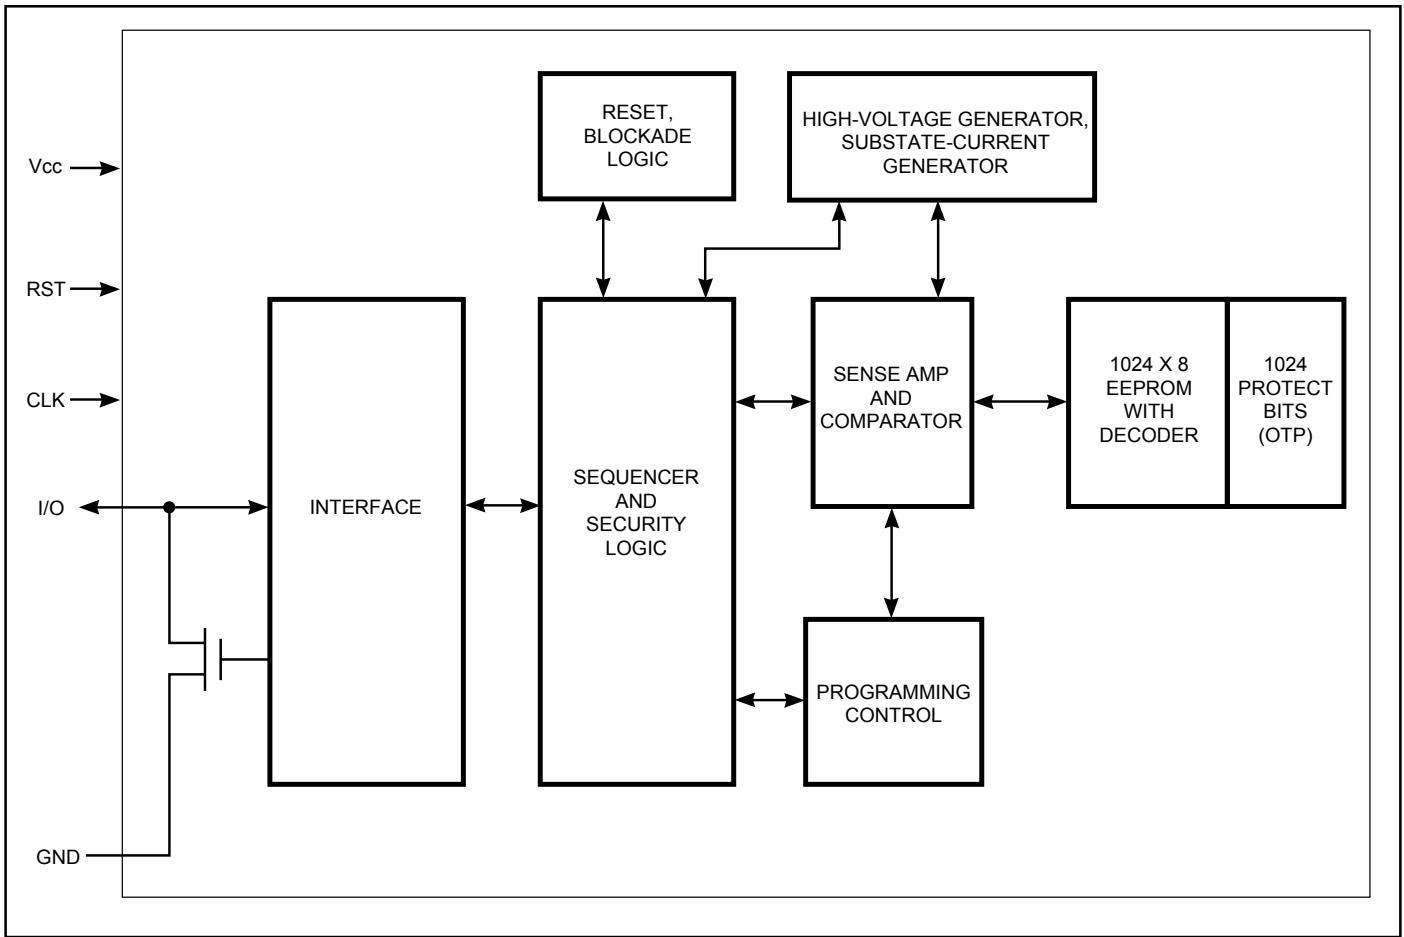 RESET,
BLOCKADE
LOGIC
HIGH-VOLTAGE GENERATOR,
SUBSTATE-CURRENT
GENERATOR
Vcc
RST
CLK
I/O
GND
INTERFACE
SEQUENCER
AND
SECURITY
LOGIC
SENSE AMP
AND
COMPARATOR
1024 X 8
EEPROM
WITH
DECODER
1024
PROTECT
BITS
(OTP)
PROGRAMMING
CONTROL